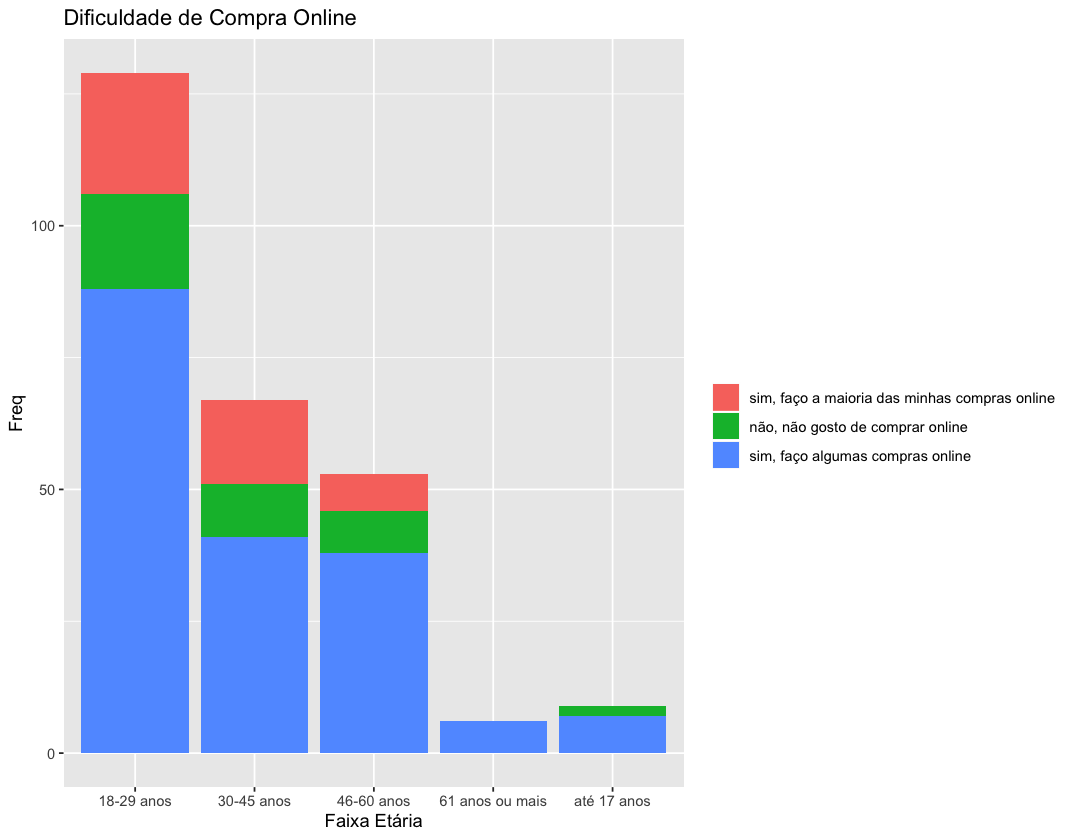 Dificuldade de Compra Online
Freq
100
50
0
18-29 anos
30-45 anos
46-60 anos
61 anos ou mais
até 17 anos
Faixa Etária
sim, faço a maioria das minhas compras online
não, não gosto de comprar online
sim, faço algumas compras online